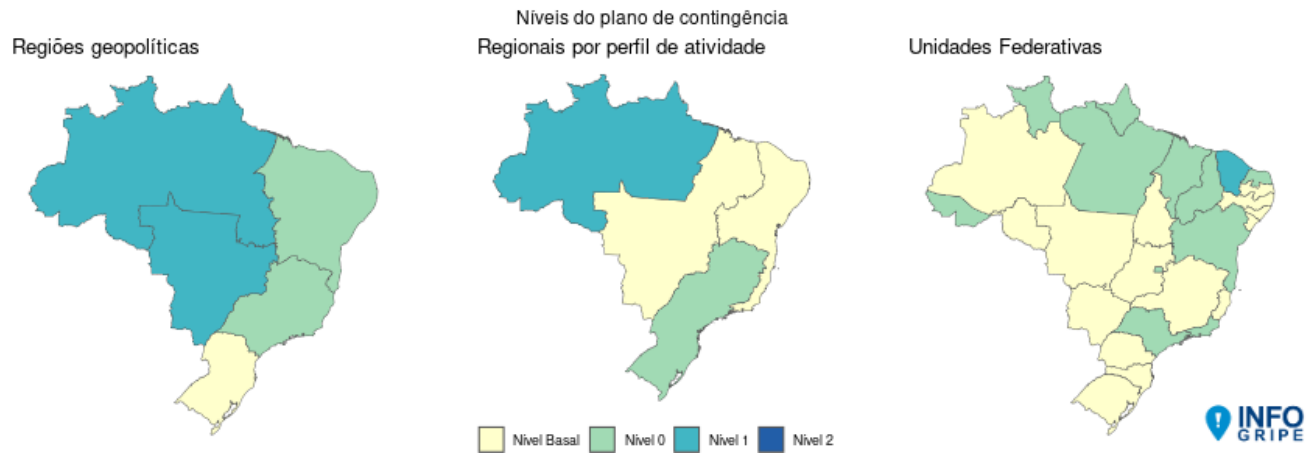 Níveis do plano de contingência
Regiões geopolíticas
Regionais por perfil de atividade
Unidades Federativas
Nível Basal
Nível 0
Nível 1
Nível 2
INFO
GRIPE